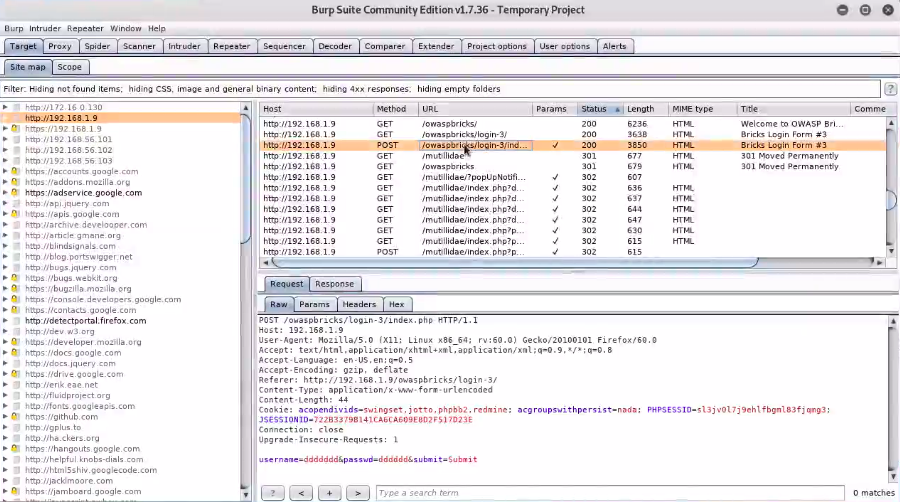 Burp Suite Community Edition v1.7.36 - Temporary Project
Burp Intruder Repeater Window Help
Target Proxy Spider Scanner Intruder Repeater Sequencer Decoder Comparer Extender Project options User options Alerts
Site map Scope
Filter: Hiding not found items; hiding CSS, image and general binary content; hiding 4xx responses; hiding empty folders ?
http://172.16.0.130
http://192.168.1.9
https://192.168.1.9
http://192.168.56.101
http://192.168.56.102
http://192.168.56.103
https://accounts.google.com
https://addons.mozilla.org
https://adservice.google.com
http://api.jquery.com
https://apis.google.com
http://archive.develooper.com
http://article.gmane.org
http://blindsignals.com
http://blog.portswigger.net
http://bugs.jquery.com
https://bugs.webkit.org
https://bugzilla.mozilla.org
https://console.developers.google.com
https://contacts.google.com
http://detectportal.firefox.com
http://dev.w3.org
https://developer.mozilla.org
https://docs.google.com
https://drive.google.com
http://erik.eae.net
http://fluidproject.org
http://fonts.googleapis.com
https://github.com
http://gplus.to
http://ha.ckers.org
https://hangouts.google.com
http://helpful.knobs-dials.com
http://html5shiv.googlecode.com
http://jacklmoore.com
https://jamboard.google.com
Host Method URL Params Status Length MIME type Title Comme
http://192.168.1.9 GET /owaspbricks/ 200 6236 HTML Welcome to OWASP Bri...
http://192.168.1.9 GET /owaspbricks/login-3/ 200 3638 HTML Bricks Login Form #3
http://192.168.1.9 POST /owaspbricks/login-3/ind... ✓ 200 3850 HTML Bricks Login Form #3
http://192.168.1.9 GET /mutillidae 301 677 HTML 301 Moved Permanently
http://192.168.1.9 GET /owaspbricks 301 679 HTML 301 Moved Permanently
http://192.168.1.9 GET /mutillidae/?popUpNotifi... ✓ 302 607
http://192.168.1.9 GET /mutillidae/index.php?d... ✓ 302 636 HTML
http://192.168.1.9 GET /mutillidae/index.php?d... ✓ 302 637 HTML
http://192.168.1.9 GET /mutillidae/index.php?d... ✓ 302 644 HTML
http://192.168.1.9 GET /mutillidae/index.php?d... ✓ 302 647 HTML
http://192.168.1.9 GET /mutillidae/index.php?p... ✓ 302 630 HTML
http://192.168.1.9 GET /mutillidae/index.php?p... ✓ 302 615 HTML
http://192.168.1.9 POST /mutillidae/index.php?p... ✓ 302 615
Request Response
Raw Params Headers Hex
POST /owaspbricks/login-3/index.php HTTP/1.1
Host: 192.168.1.9
User-Agent: Mozilla/5.0 (X11; Linux x86_64; rv:60.0) Gecko/20100101 Firefox/60.0
Accept: text/html,application/xhtml+xml,application/xml;q=0.9,*/*;q=0.8
Accept-Language: en-US,en;q=0.5
Accept-Encoding: gzip, deflate
Referer: http://192.168.1.9/owaspbricks/login-3/
Content-Type: application/x-www-form-urlencoded
Content-Length: 44
Cookie: acopendivids=swingset,jotto,phpbb2,redmine; acgroupswithpersist=nada; PHPSESSID=sl3jv0l7j9ehlfbgml83fjqmg3;
JSESSIONID=722B3379B141CA6CA609E8D2F517D23E
Connection: close
Upgrade-Insecure-Requests: 1
username=ddddddd&passwd=dddddd&submit=Submit
? < + > Type a search term 0 matches